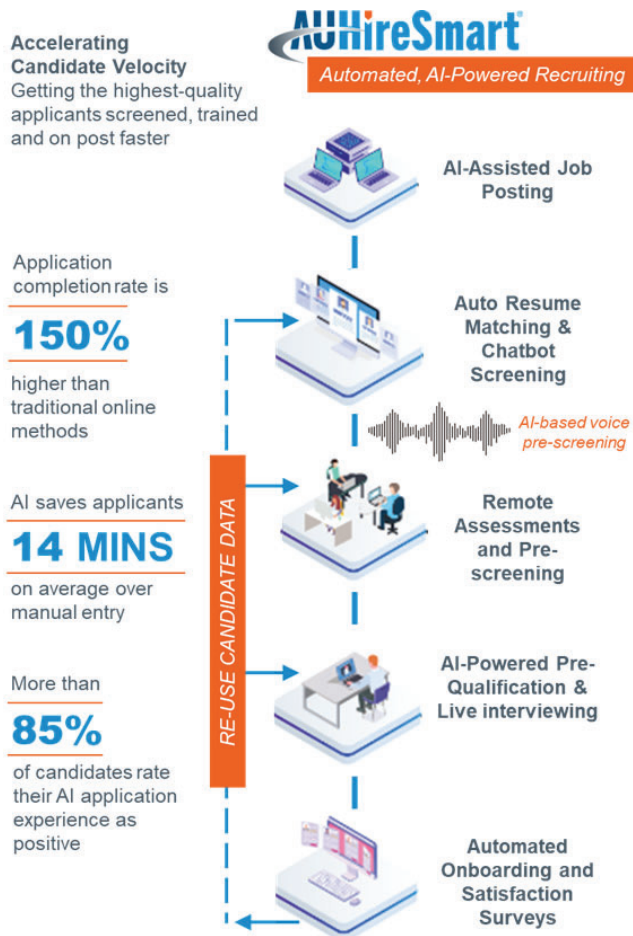 Accelerating
Candidate Velocity
Getting the highest-quality
applicants screened, trained
and on post faster
AUHireSmart®
Automated, AI-Powered Recruiting
AI-Assisted Job
Posting
Application
completion rate is
150%
higher than
traditional online
methods
Auto Resume
Matching &
Chatbot
Screening
AI-based voice
pre-screening
AI saves applicants
14 MINS
on average over
manual entry
RE-USE CANDIDATE DATA
Remote
Assessments
and Pre-
screening
More than
85%
of candidates rate
their AI application
experience as
positive
AI-Powered Pre-
Qualification &
Live interviewing
Automated
Onboarding and
Satisfaction
Surveys